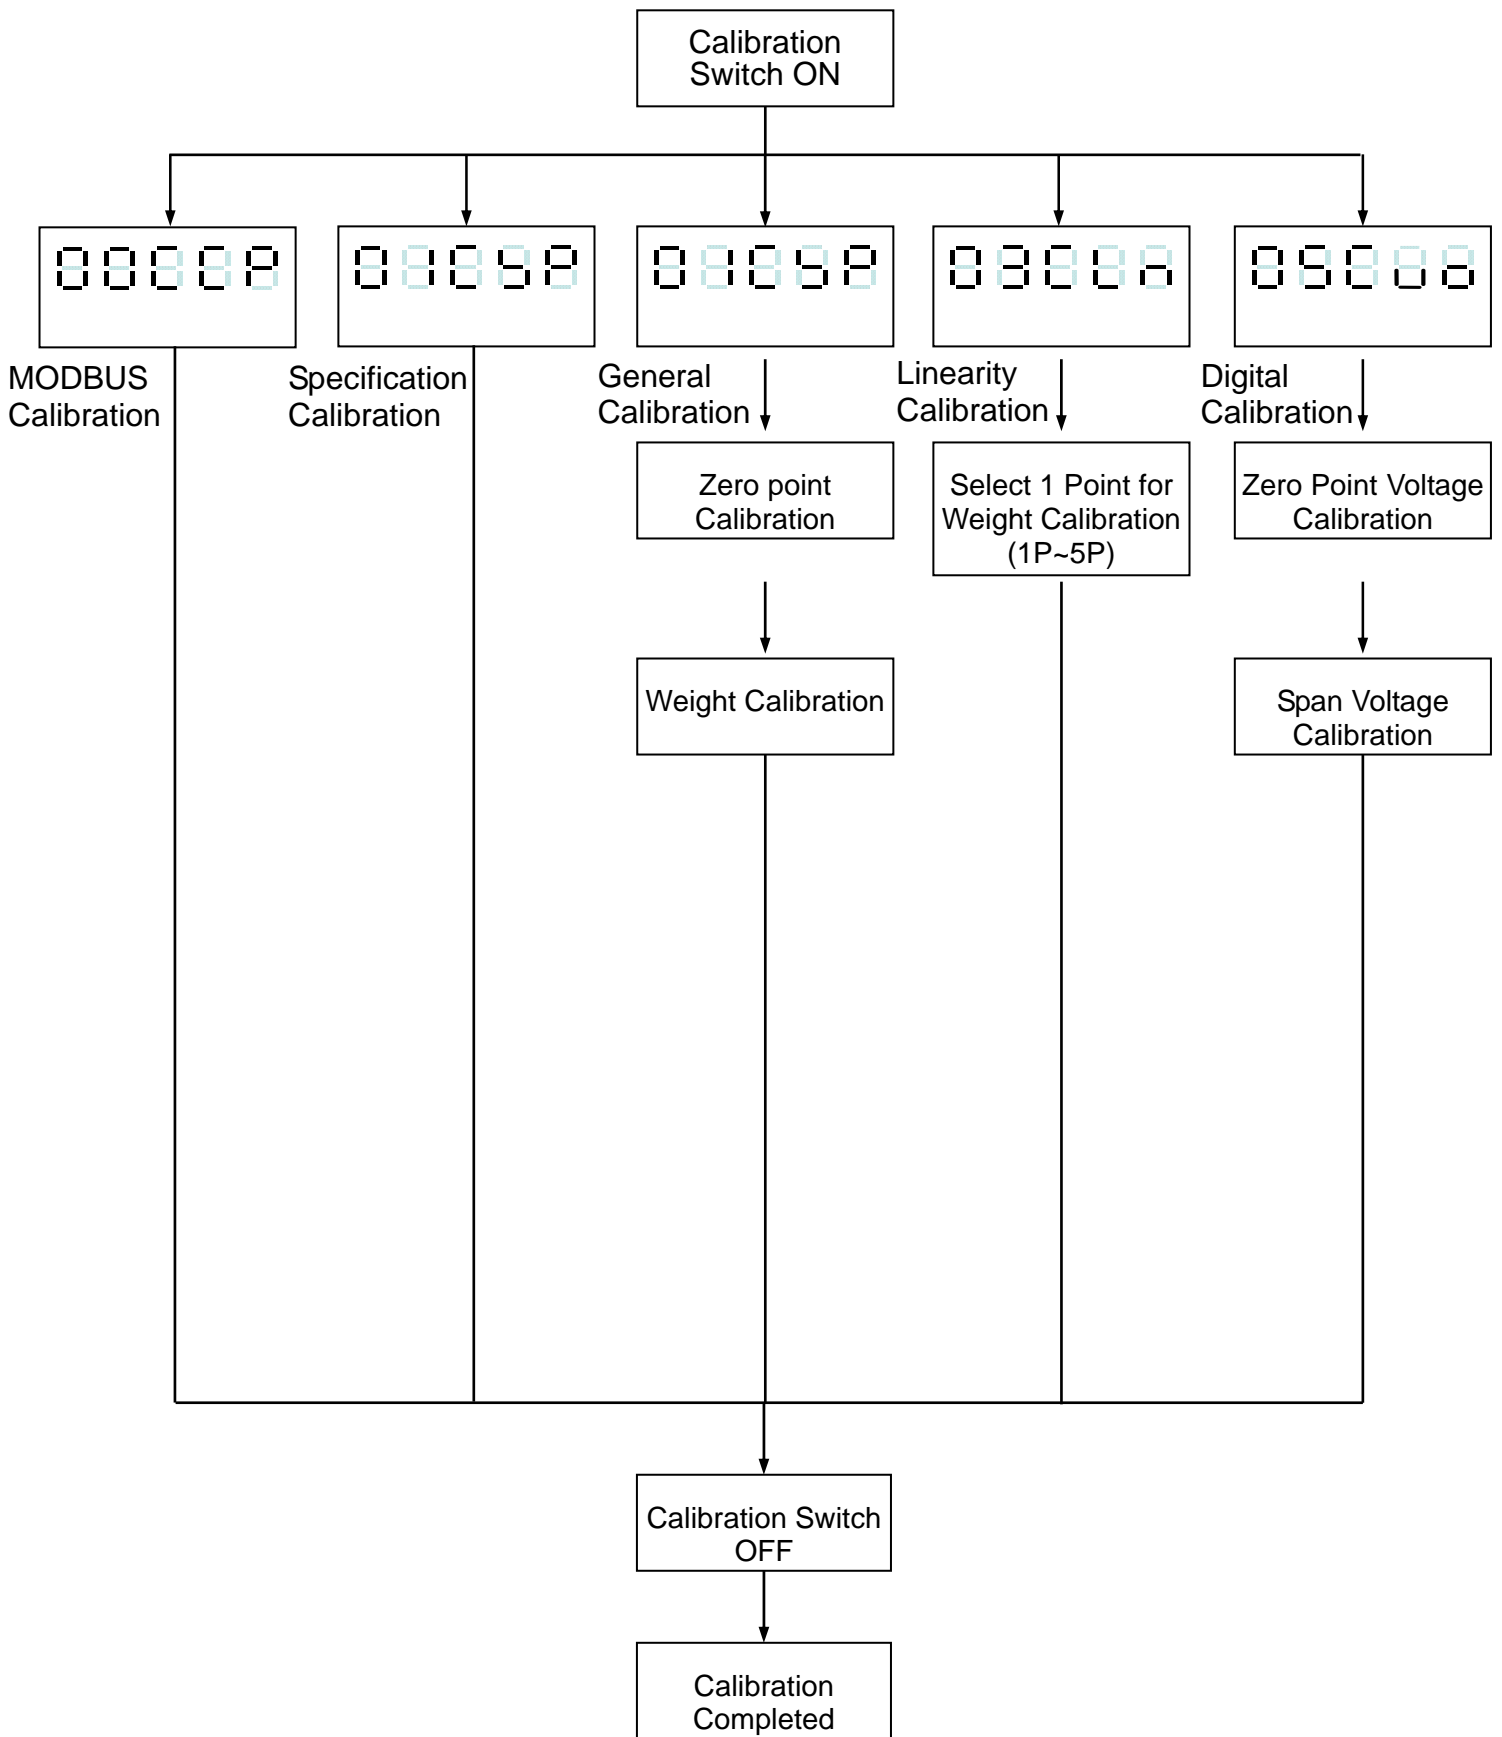 Calibration
Switch ON
00CCP
01CSP
01CSP
03CLn
05Cuo
MODBUS
Calibration
Specification
Calibration
General
Calibration
Linearity
Calibration
Digital
Calibration
Zero point
Calibration
Select 1 Point for
Weight Calibration
(1P~5P)
Zero Point Voltage
Calibration
Weight Calibration
Span Voltage
Calibration
Calibration Switch
OFF
Calibration
Completed